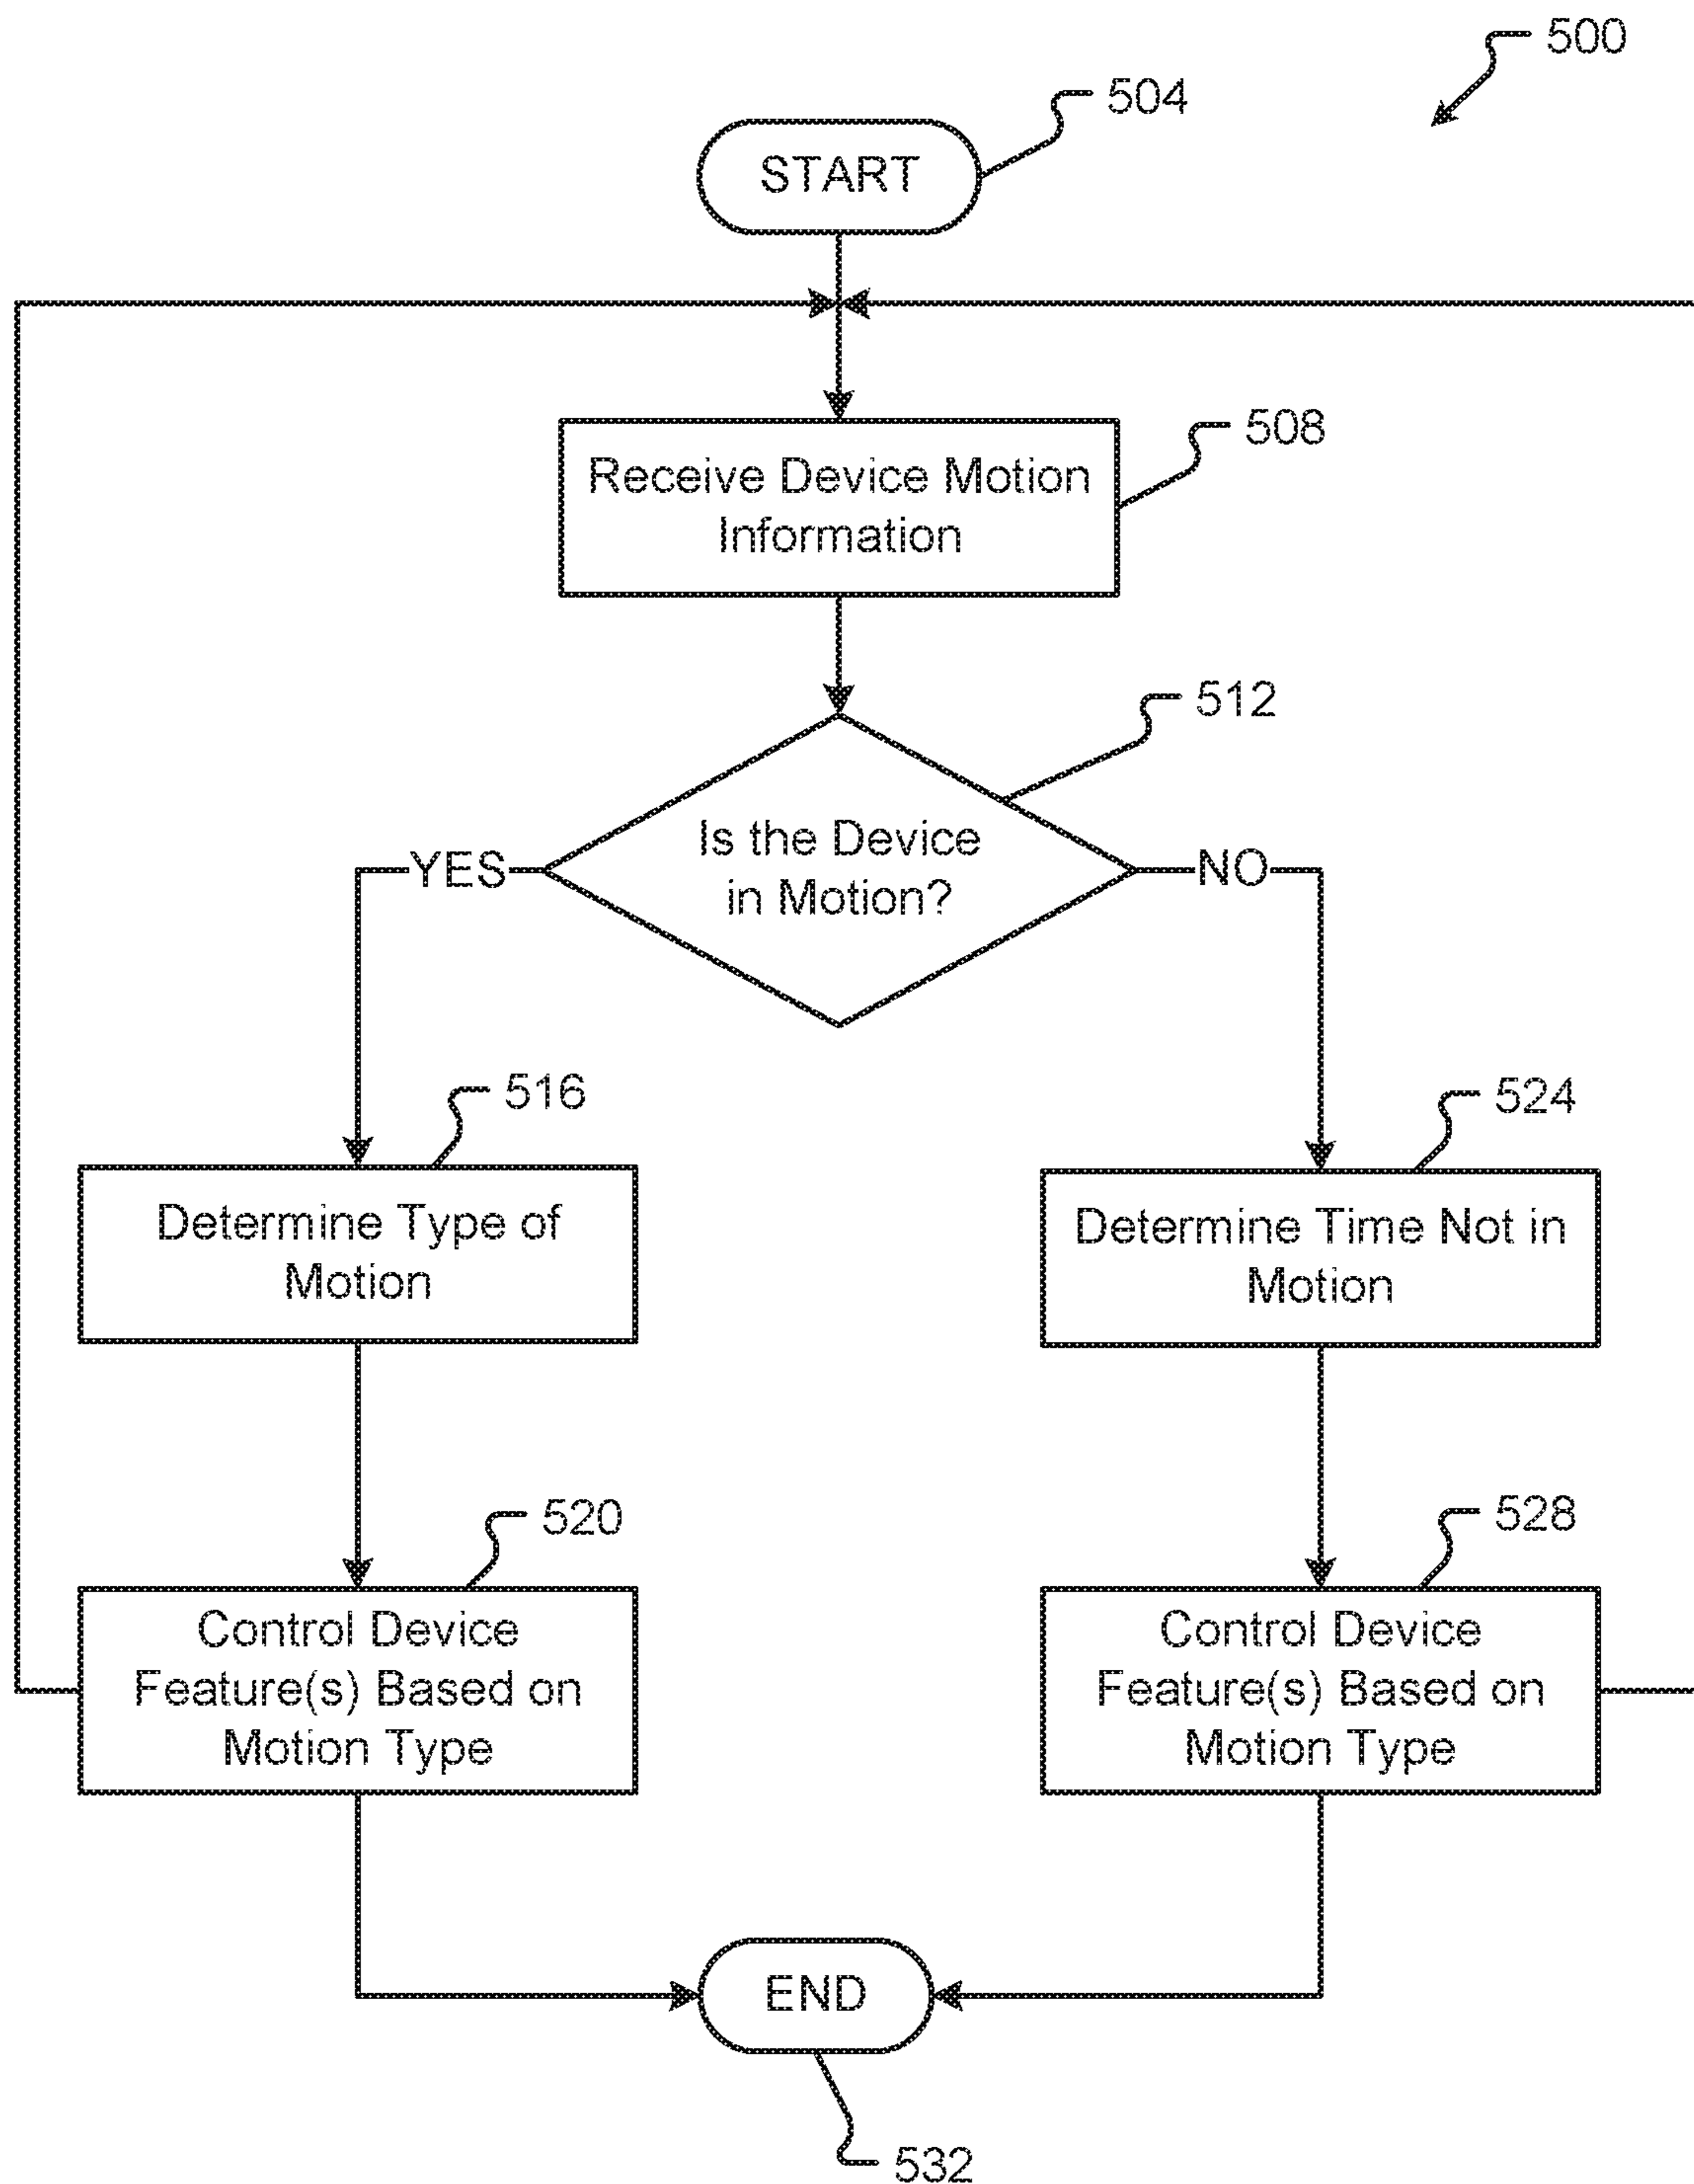 500
504
START
508
Receive Device Motion
Information
512
Is the Device
in Motion?
YES
NO
516
Determine Type of
Motion
524
Determine Time Not in
Motion
520
Control Device
Feature(s) Based on
Motion Type
528
Control Device
Feature(s) Based on
Motion Type
END
532